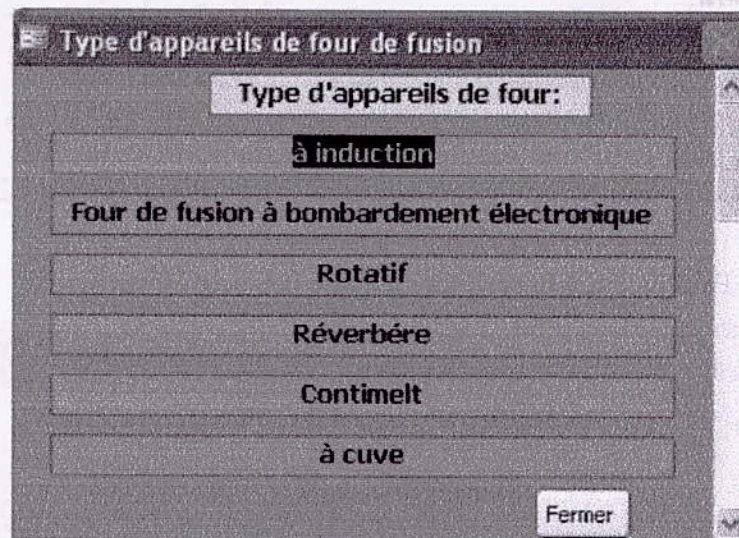 Type d'appareils de four de fusion
Type d'appareils de four:
à induction
Four de fusion à bombardement électronique
Rotatif
Réverbére
Contimelt
à cuve
Fermer